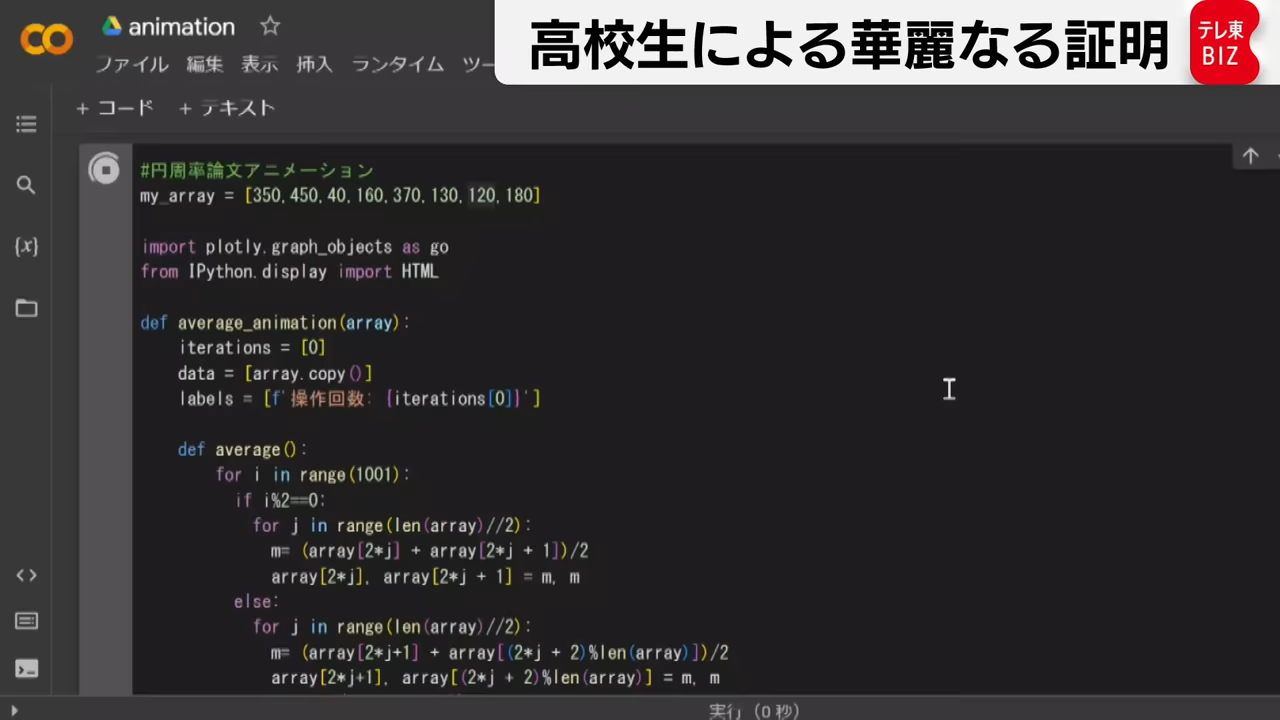 animation
高校生による華麗なる証明
テレ東
BIZ
ファイル 編集 表示 挿入 ランタイム ツー
+ コード + テキスト
#円周率論文アニメーション
my_array = [350,450,40,160,370,130,120,180]
import plotly.graph_objects as go
from IPython.display import HTML
def average_animation(array):
iterations = [0]
data = [array.copy()]
labels = [f'操作回数: {iterations[0]}']
def average():
for i in range(1001):
if i%2==0:
for j in range(len(array)//2):
m= (array[2*j] + array[2*j + 1])/2
array[2*j], array[2*j + 1] = m, m
else:
for j in range(len(array)//2):
m= (array[2*j+1] + array[(2*j + 2)%len(array)])/2
array[2*j+1], array[(2*j + 2)%len(array)] = m, m
実行 (0 秒)